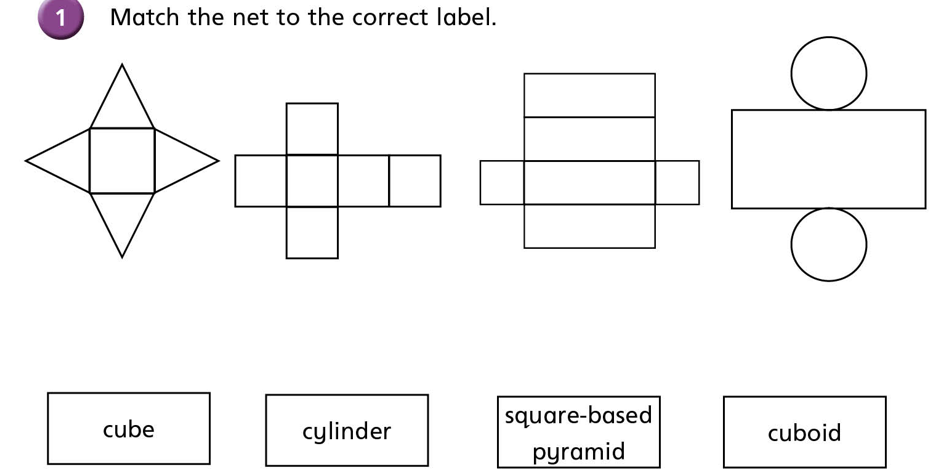 1 Match the net to the correct label.
cube
cylinder
square-based
pyramid
cuboid